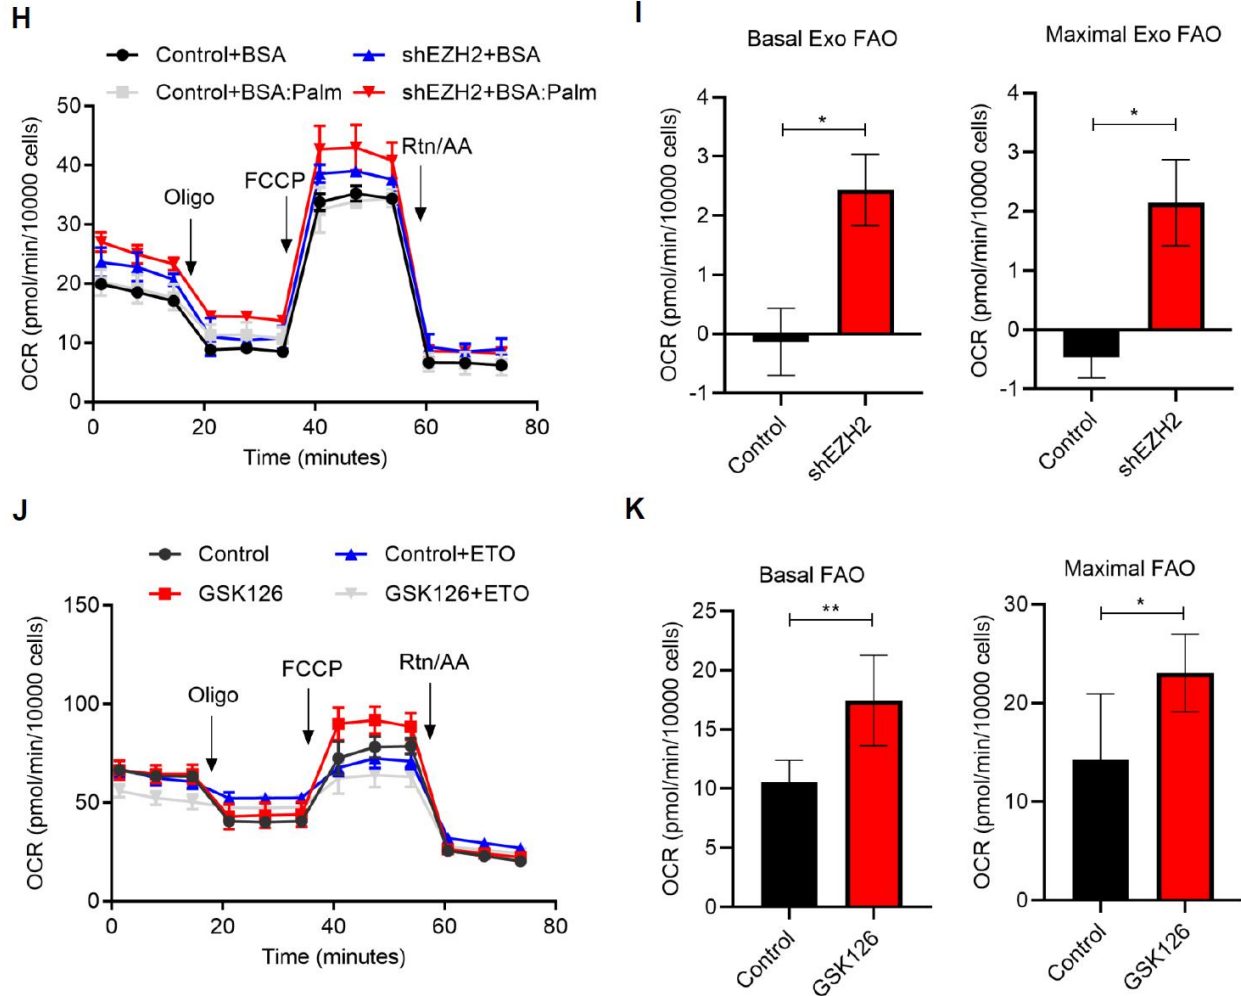 H
Control+BSA
shEZH2+BSA
Control+BSA:Palm
shEZH2+BSA:Palm
OCR (pmol/min/10000 cells)
50
40
30
20
10
0
Oligo
FCCP
Rtn/AA
0 20 40 60 80
Time (minutes)
I
Basal Exo FAO
OCR (pmol/min/10000 cells)
4
3
2
1
0
-1
*
Control
shEZH2
Maximal Exo FAO
OCR (pmol/min/10000 cells)
4
3
2
1
0
-1
*
Control
shEZH2
J
Control
Control+ETO
GSK126
GSK126+ETO
OCR (pmol/min/10000 cells)
150
100
50
0
Oligo
FCCP
Rtn/AA
0 20 40 60 80
Time (minutes)
K
Basal FAO
OCR (pmol/min/10000 cells)
25
20
15
10
5
0
**
Control
GSK126
Maximal FAO
OCR (pmol/min/10000 cells)
30
20
10
0
*
Control
GSK126